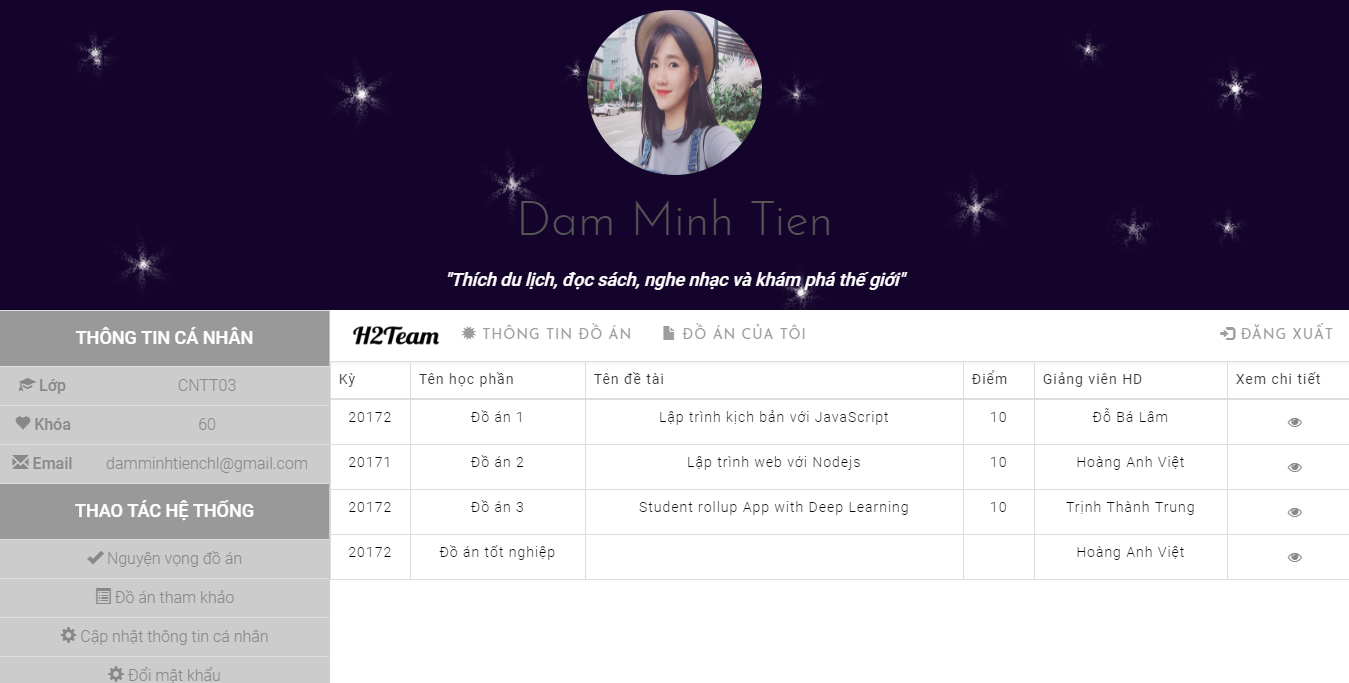 Dam Minh Tien
"Thích du lịch, đọc sách, nghe nhạc và khám phá thế giới"
THÔNG TIN CÁ NHÂN
Lớp CNTT03
Khóa 60
Email damminhtienchl@gmail.com
THAO TÁC HỆ THỐNG
Nguyện vọng đồ án
Đồ án tham khảo
Cập nhật thông tin cá nhân
Đổi mật khẩu
H2Team THÔNG TIN ĐỒ ÁN ĐỒ ÁN CỦA TÔI ĐĂNG XUẤT
Kỳ Tên học phần Tên đề tài Điểm Giảng viên HD Xem chi tiết
20172 Đồ án 1 Lập trình kịch bản với JavaScript 10 Đỗ Bá Lâm
20171 Đồ án 2 Lập trình web với Nodejs 10 Hoàng Anh Việt
20172 Đồ án 3 Student rollup App with Deep Learning 10 Trịnh Thành Trung
20172 Đồ án tốt nghiệp Hoàng Anh Việt